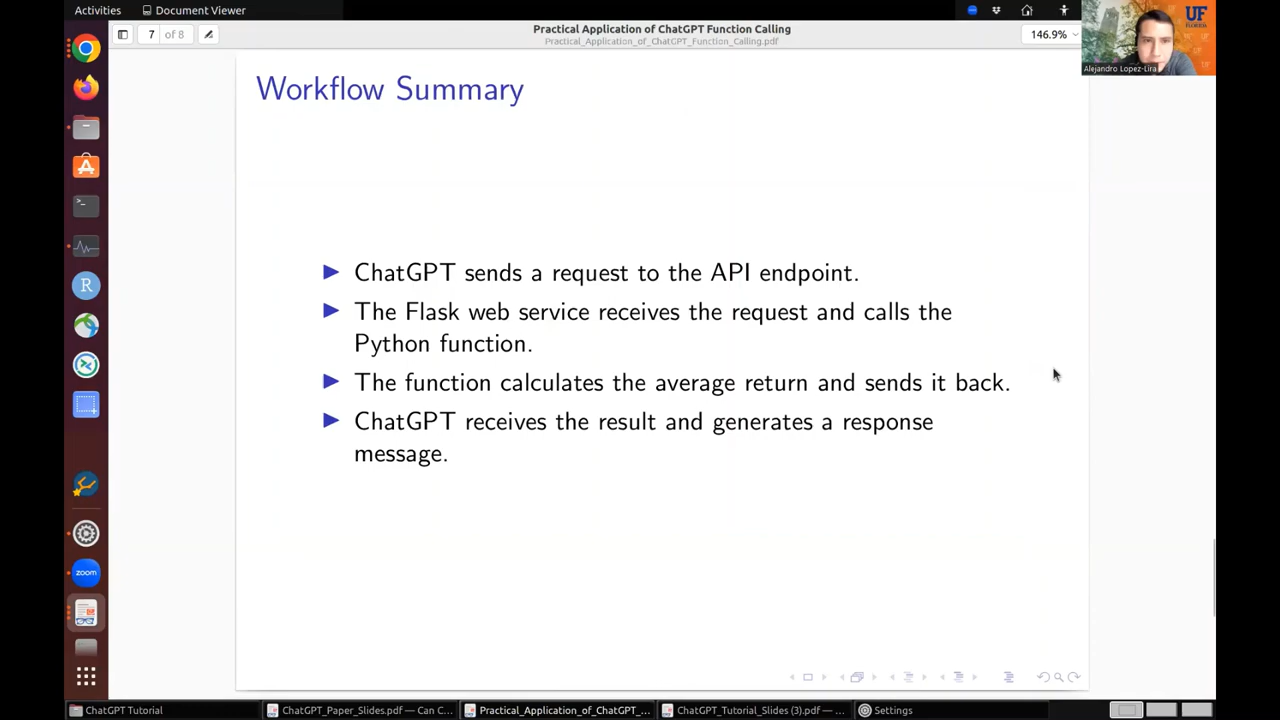 Activities
Document Viewer
7
of 8
Practical Application of ChatGPT Function Calling
Practical_Application_of_ChatGPT_Function_Calling.pdf
146.9%
UF
FLORIDA
Alejandro Lopez-Lira
Workflow Summary
ChatGPT sends a request to the API endpoint.
The Flask web service receives the request and calls the
Python function.
The function calculates the average return and sends it back.
ChatGPT receives the result and generates a response
message.
R
zoom
ChatGPT Tutorial
ChatGPT_Paper_Slides.pdf — Can C...
Practical_Application_of_ChatGPT_...
ChatGPT_Tutorial_Slides (3).pdf — ...
Settings